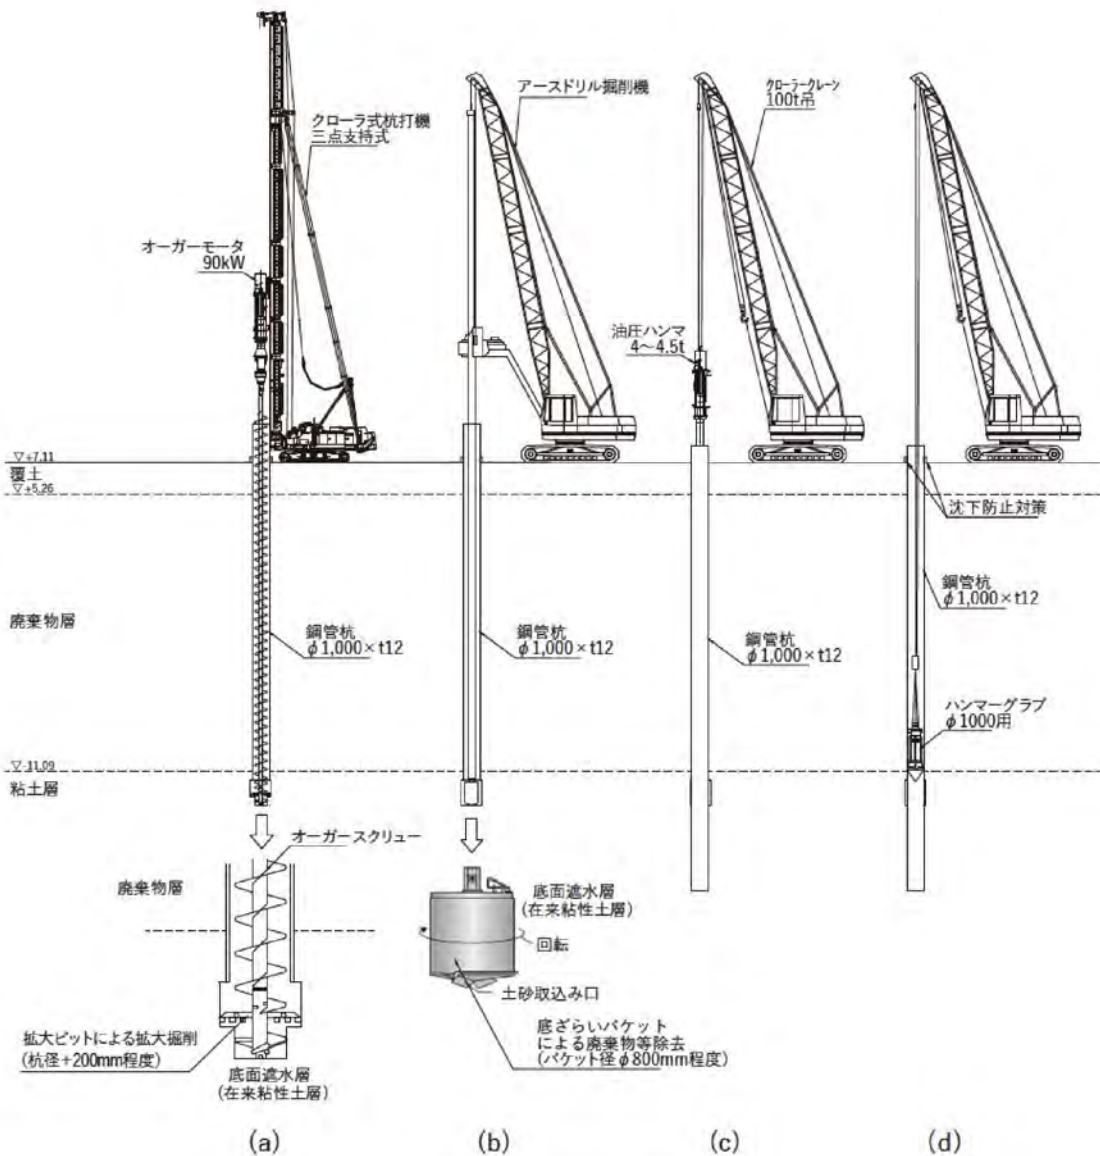 クローラ式杭打機
三点支持式
オーガーモータ
90kW
アースドリル掘削機
クローラークレーン
100t吊
油圧ハンマ
4～4.5t
▽+7.11
覆土
▽+5.26
廃棄物層
▽-11.09
粘土層
鋼管杭
φ1,000×t12
鋼管杭
φ1,000×t12
鋼管杭
φ1,000×t12
沈下防止対策
鋼管杭
φ1,000×t12
ハンマーグラブ
φ1000用
オーガースクリュー
廃棄物層
拡大ビットによる拡大掘削
(杭径+200mm程度)
底面遮水層
(在来粘性土層)
底面遮水層
(在来粘性土層)
回転
土砂取込み口
底ざらいバケット
による廃棄物等除去
(バケット径φ800mm程度)
(a)
(b)
(c)
(d)